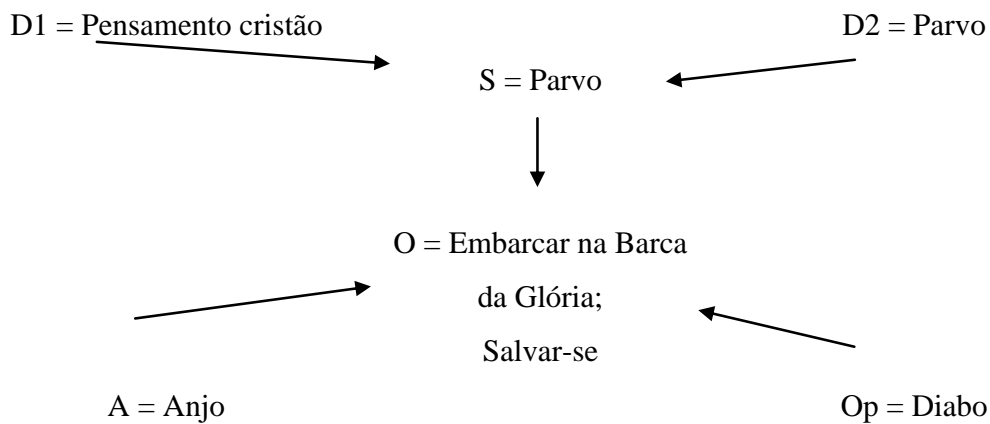 D1 = Pensamento cristão
D2 = Parvo
S = Parvo
O = Embarcar na Barca
da Glória;
Salvar-se
A = Anjo
Op = Diabo